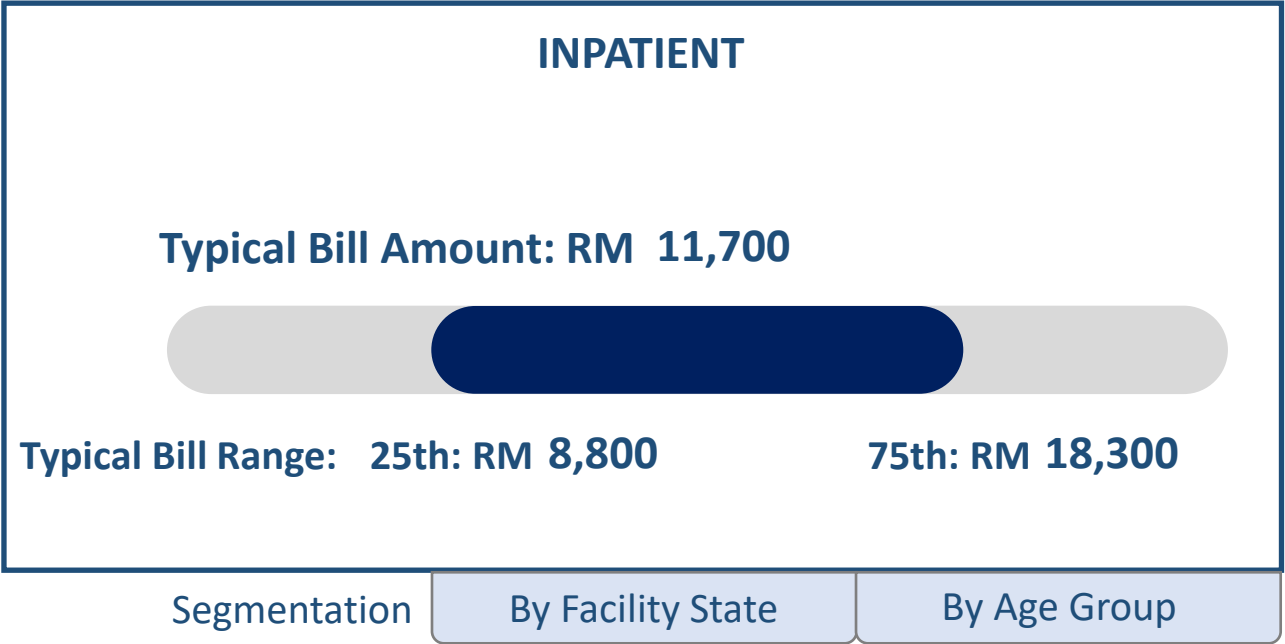 INPATIENT
Typical Bill Amount: RM 11,700
Typical Bill Range: 25th: RM 8,800 75th: RM 18,300
Segmentation By Facility State By Age Group